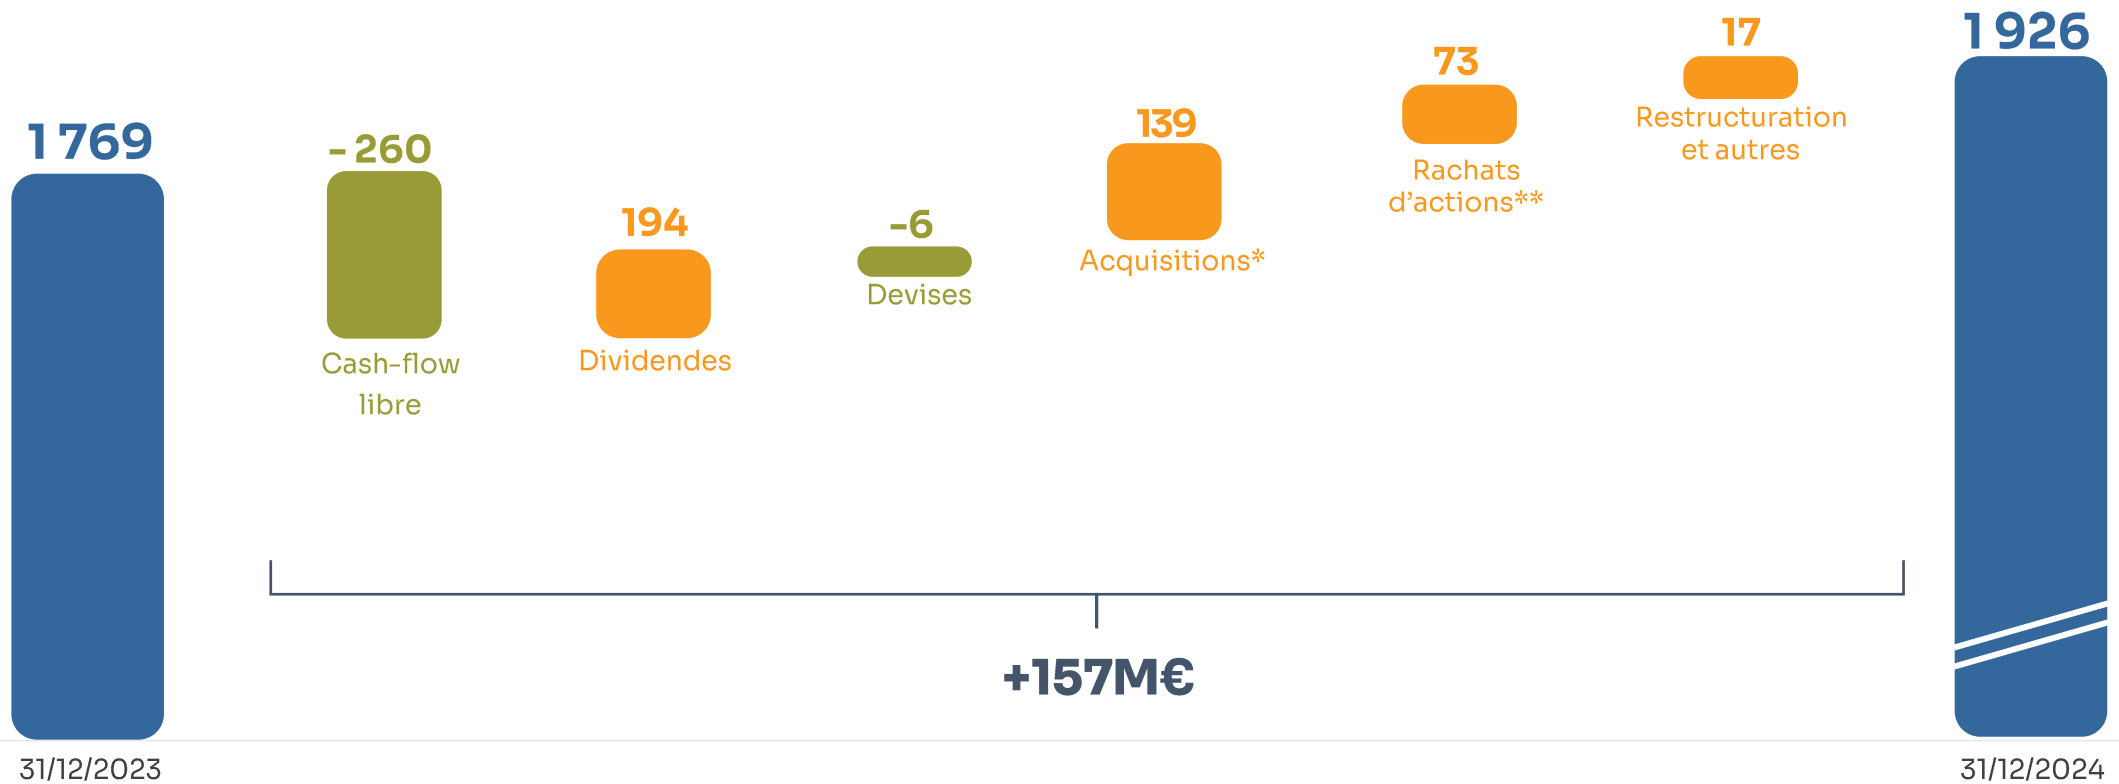 1 769
31/12/2023
- 260
Cash-flow
libre
194
Dividendes
-6
Devises
139
Acquisitions*
73
Rachats
d'actions**
17
Restructuration
et autres
1 926
31/12/2024
+157M€